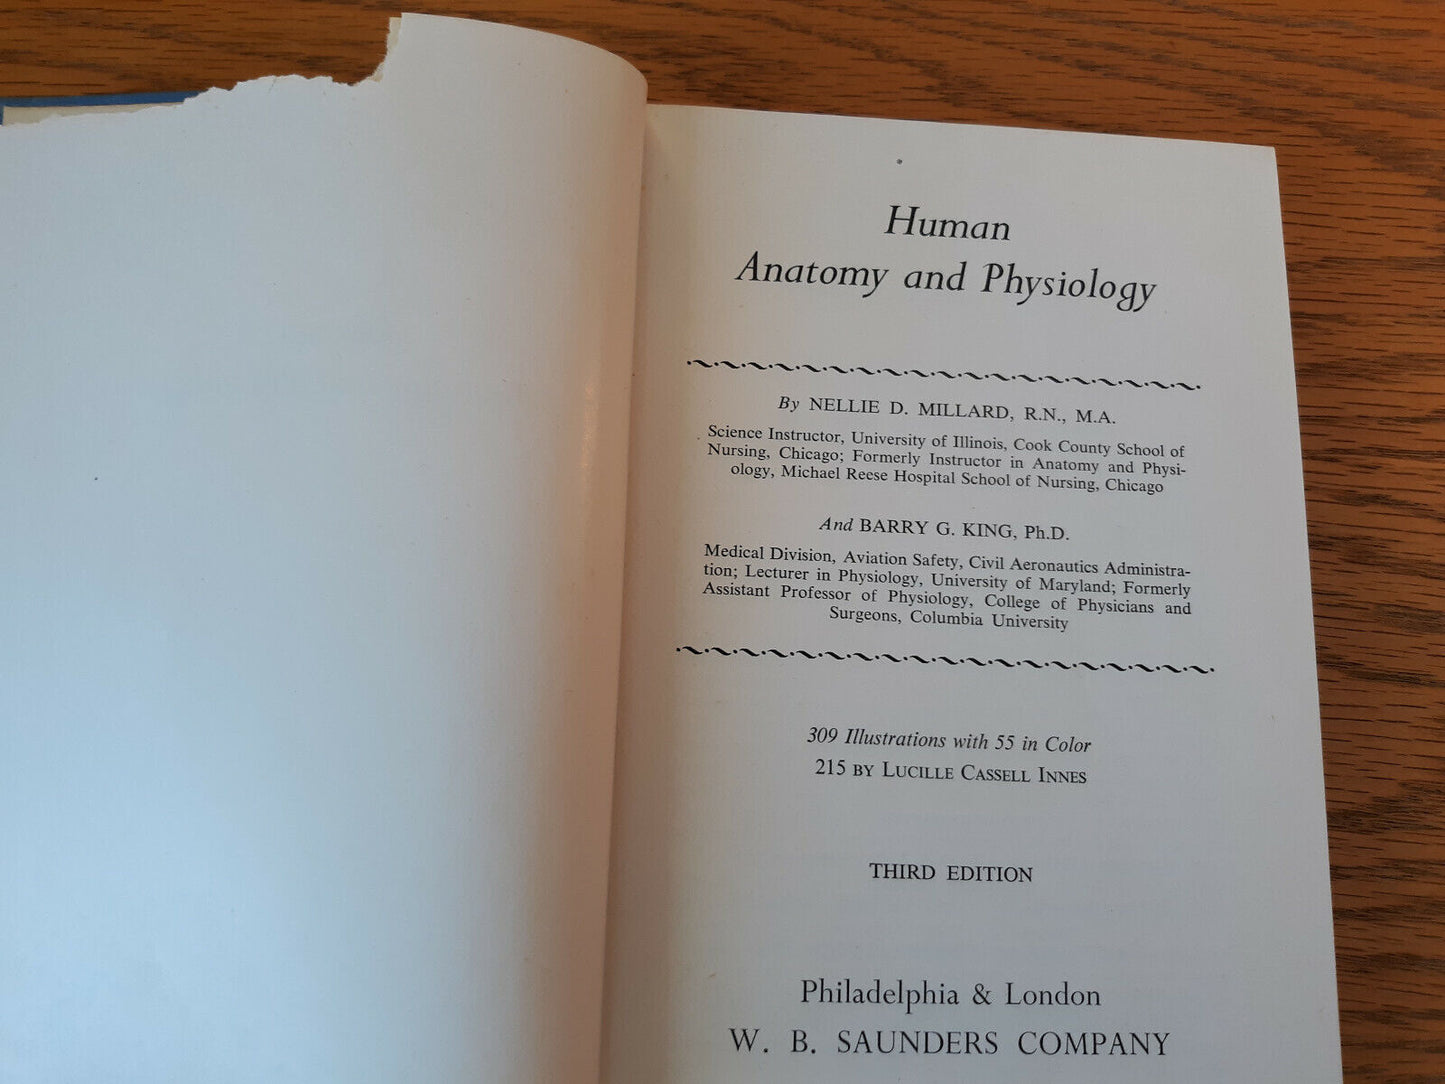 Human
Anatomy and Physiology
By NELLIE D. MILLARD, R.N., M.A.
Science Instructor, University of Illinois, Cook County School of
Nursing, Chicago; Formerly Instructor in Anatomy and Physi-
ology, Michael Reese Hospital School of Nursing, Chicago
And BARRY G. KING, Ph.D.
Medical Division, Aviation Safety, Civil Aeronautics Administra-
tion; Lecturer in Physiology, University of Maryland; Formerly
Assistant Professor of Physiology, College of Physicians and
Surgeons, Columbia University
309 Illustrations with 55 in Color
215 BY LUCILLE CASSELL INNES
THIRD EDITION
Philadelphia & London
W. B. SAUNDERS COMPANY